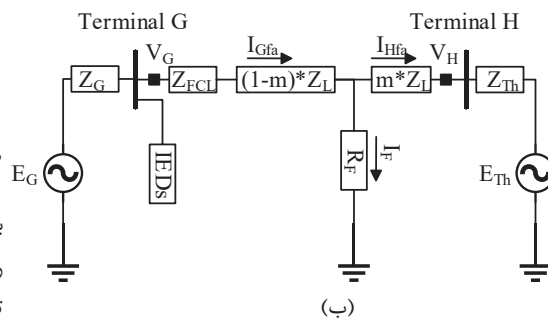 Terminal G Terminal H
V_G I_Gfa I_Hfa V_H
Z_G Z_FCL (1-m)*Z_L m*Z_L Z_Th
E_G IEDs R_F I_F E_Th
(ب)